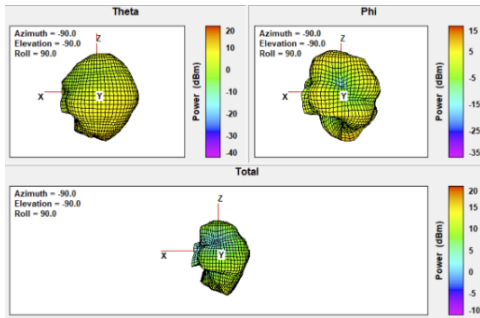 Theta
Azimuth = -90.0
Elevation = -90.0
Roll = 90.0
Z
X
Y
Power (dBm)
20
10
0
-10
-20
-30
-40
Phi
Azimuth = -90.0
Elevation = -90.0
Roll = 90.0
Z
X
Y
Power (dBm)
15
5
-5
-15
-25
-35
Total
Azimuth = -90.0
Elevation = -90.0
Roll = 90.0
Z
X
Y
Power (dBm)
20
15
10
5
0
-5
-10